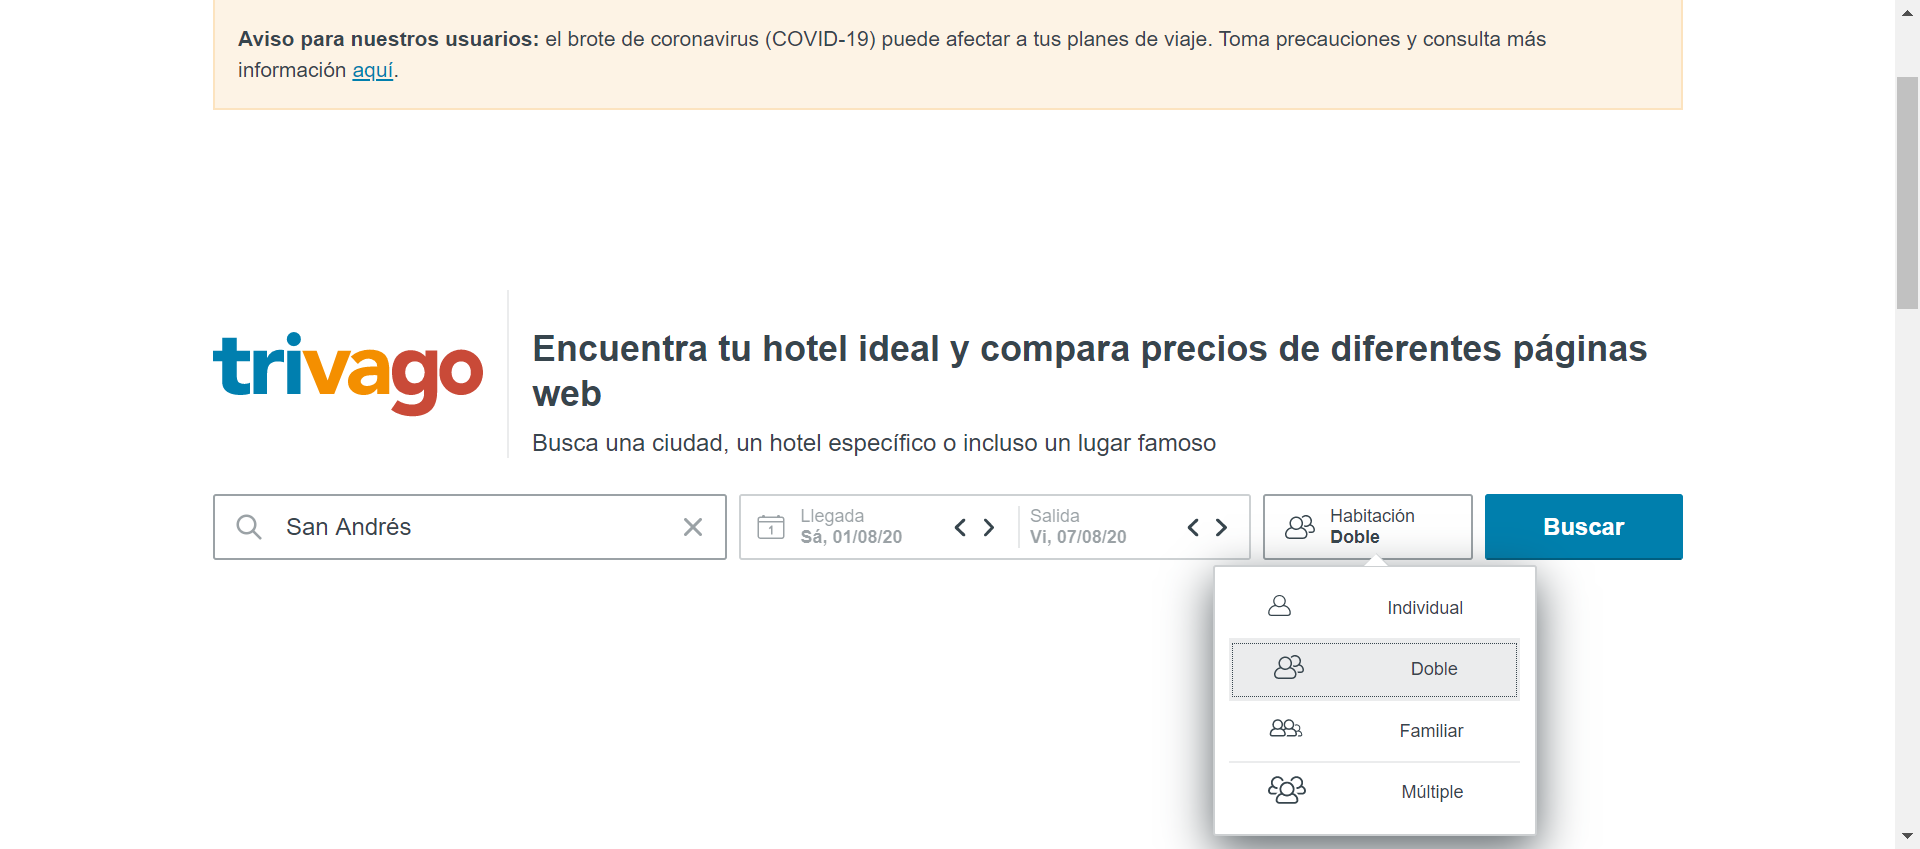 Aviso para nuestros usuarios: el brote de coronavirus (COVID-19) puede afectar a tus planes de viaje. Toma precauciones y consulta más
información aquí.
trivago
Encuentra tu hotel ideal y compara precios de diferentes páginas
web
Busca una ciudad, un hotel específico o incluso un lugar famoso
San Andrés
1
Llegada
Sá, 01/08/20
Salida
Vi, 07/08/20
Habitación
Doble
Buscar
Individual
Doble
Familiar
Múltiple